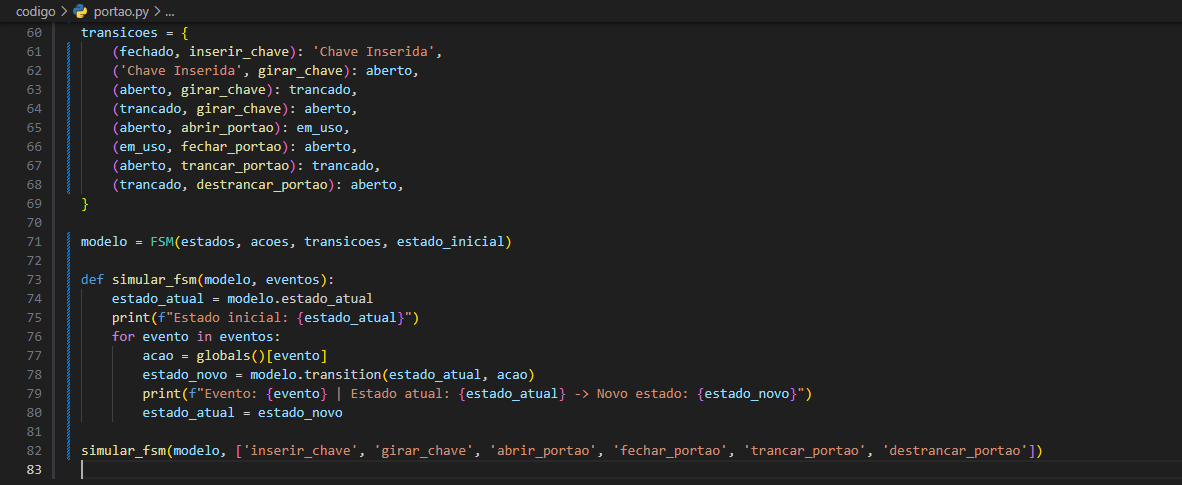 codigo > portao.py > ...
60 transicoes = {
61 (fechado, inserir_chave): 'Chave Inserida',
62 ('Chave Inserida', girar_chave): aberto,
63 (aberto, girar_chave): trancado,
64 (trancado, girar_chave): aberto,
65 (aberto, abrir_portao): em_uso,
66 (em_uso, fechar_portao): aberto,
67 (aberto, trancar_portao): trancado,
68 (trancado, destrancar_portao): aberto,
69 }
70
71 modelo = FSM(estados, acoes, transicoes, estado_inicial)
72
73 def simular_fsm(modelo, eventos):
74 estado_atual = modelo.estado_atual
75 print(f"Estado inicial: {estado_atual}")
76 for evento in eventos:
77 acao = globals()[evento]
78 estado_novo = modelo.transition(estado_atual, acao)
79 print(f"Evento: {evento} | Estado atual: {estado_atual} -> Novo estado: {estado_novo}")
80 estado_atual = estado_novo
81
82 simular_fsm(modelo, ['inserir_chave', 'girar_chave', 'abrir_portao', 'fechar_portao', 'trancar_portao', 'destrancar_portao'])
83